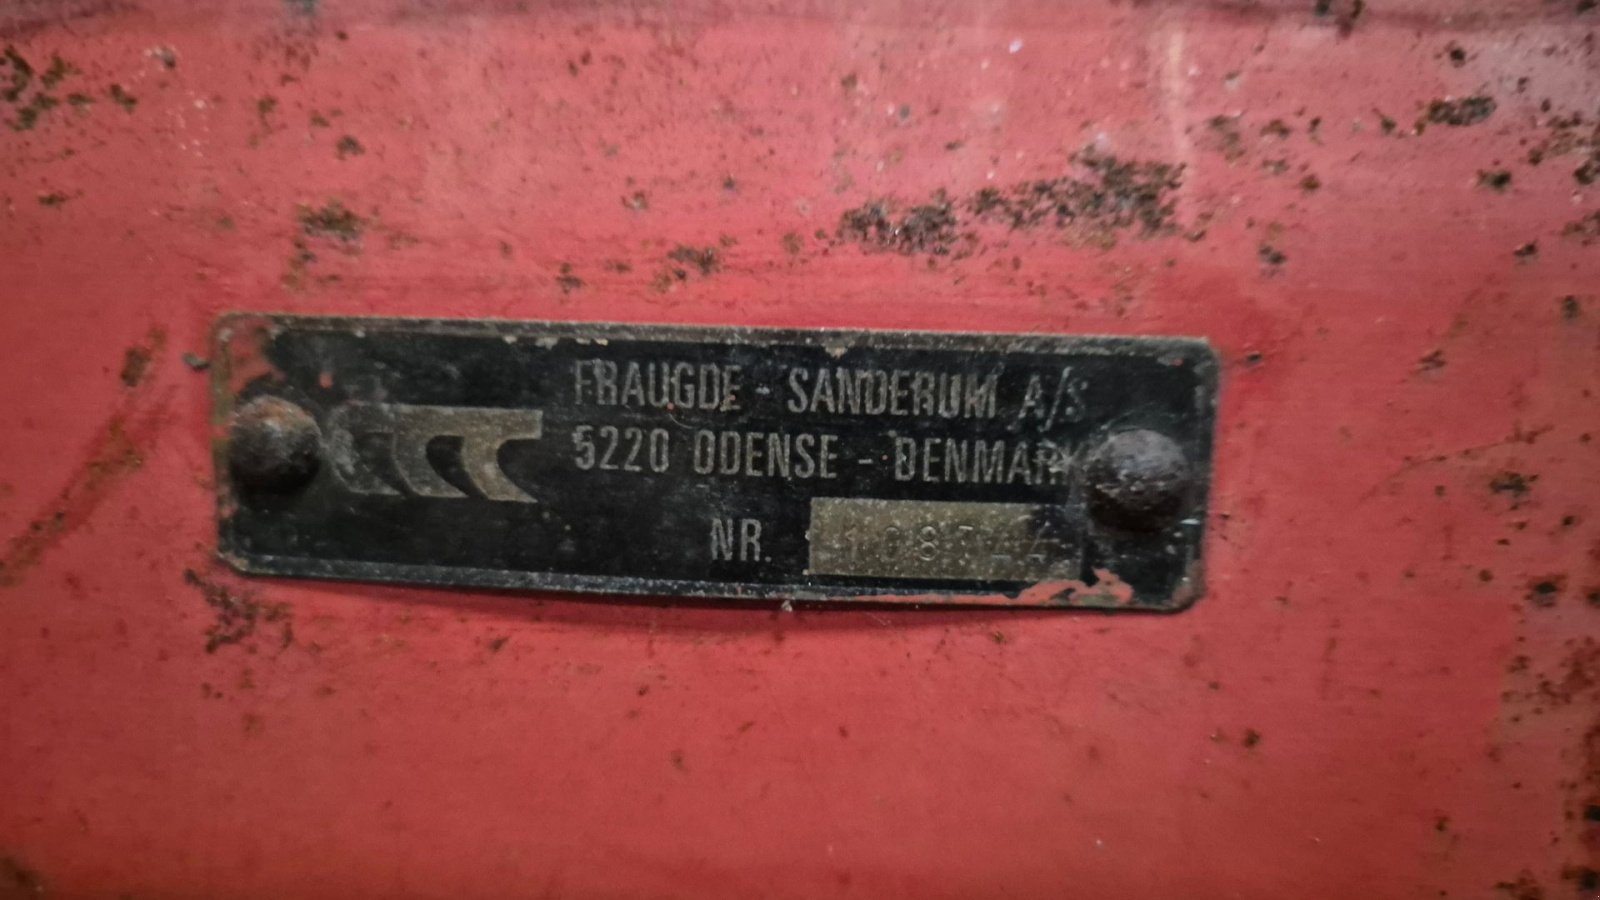 FRAUGDE - SANDERUM A/S
5220 ODENSE - DENMARK
NR.